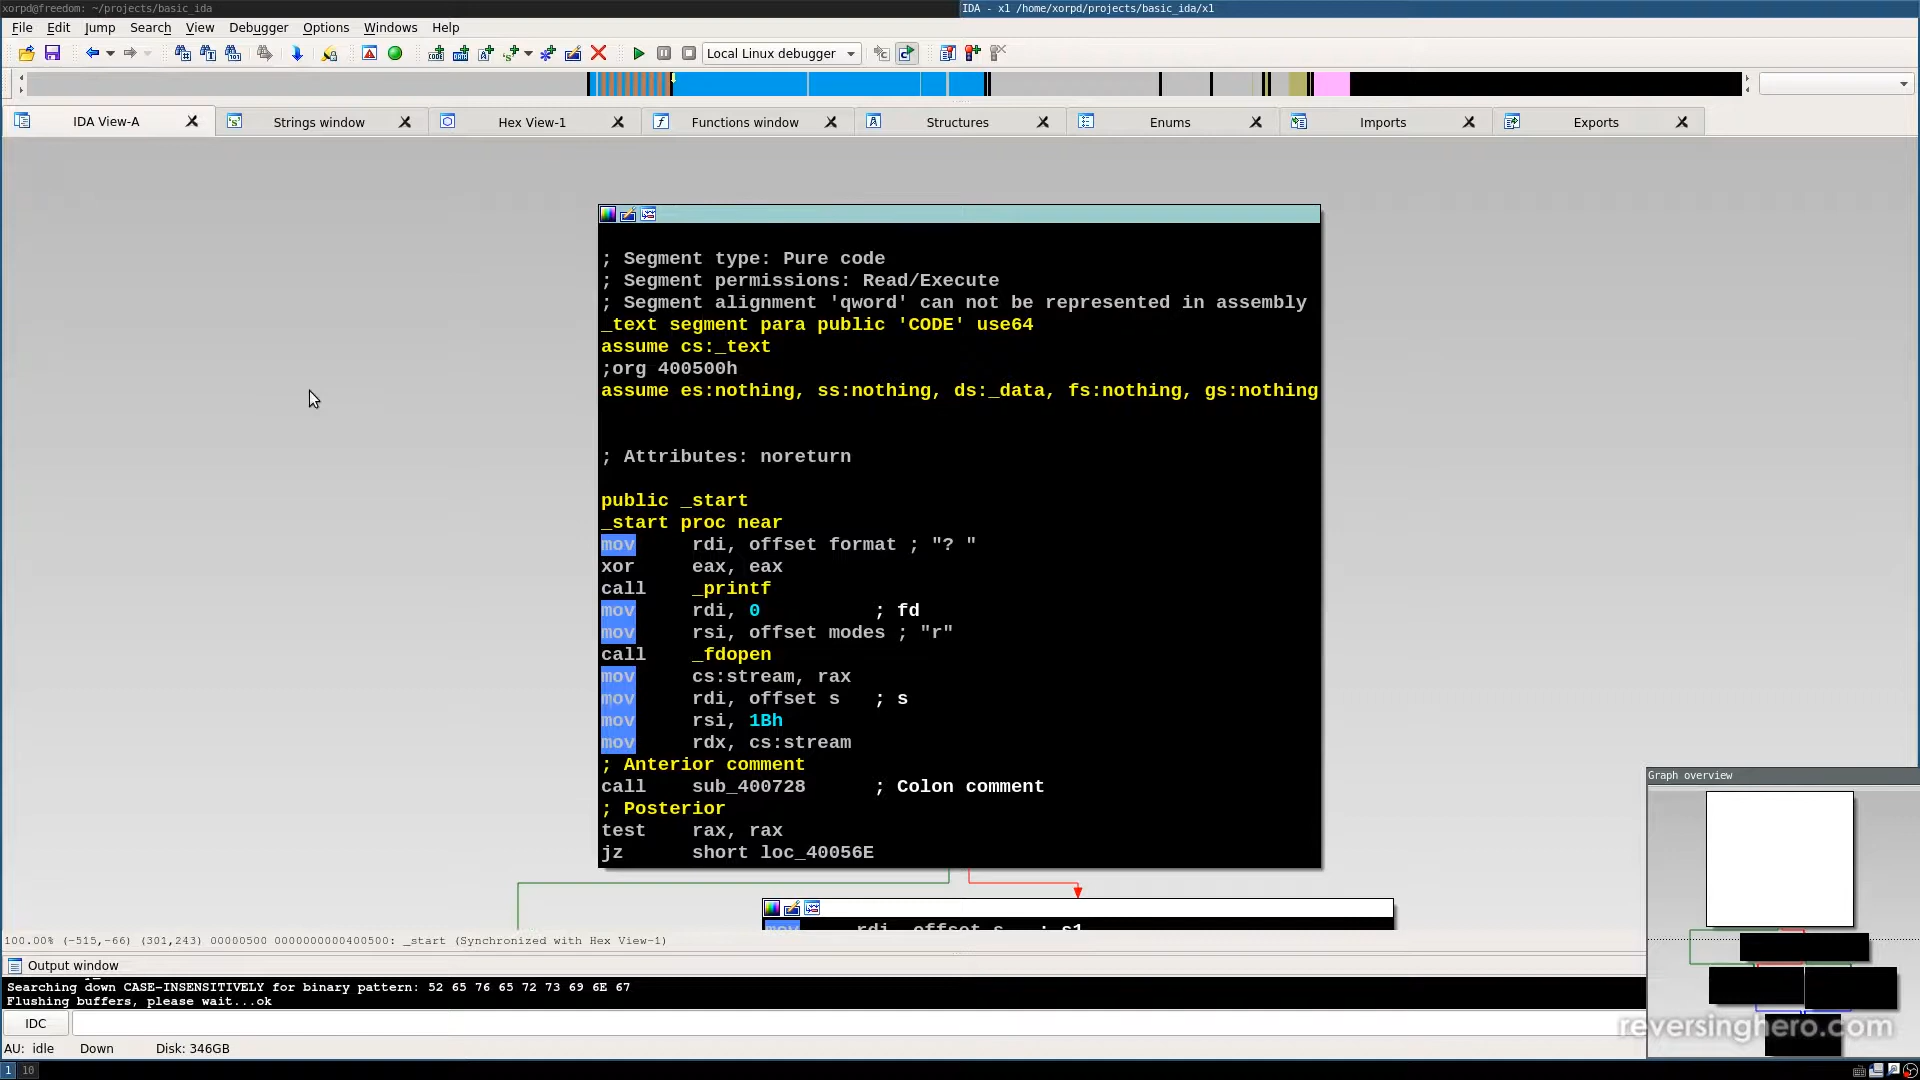 xorpd@freedom: ~/projects/basic_ida
IDA - x1 /home/xorpd/projects/basic_ida/x1
File Edit Jump Search View Debugger Options Windows Help
Local Linux debugger
IDA View-A
Strings window
Hex View-1
Functions window
Structures
Enums
Imports
Exports
; Segment type: Pure code
; Segment permissions: Read/Execute
; Segment alignment 'qword' can not be represented in assembly
_text segment para public 'CODE' use64
assume cs:_text
;org 400500h
assume es:nothing, ss:nothing, ds:_data, fs:nothing, gs:nothing
; Attributes: noreturn
public _start
_start proc near
mov rdi, offset format ; "? "
xor eax, eax
call _printf
mov rdi, 0 ; fd
mov rsi, offset modes ; "r"
call _fdopen
mov cs:stream, rax
mov rdi, offset s ; s
mov rsi, 1Bh
mov rdx, cs:stream
; Anterior comment
call sub_400728 ; Colon comment
; Posterior
test rax, rax
jz short loc_40056E
mov rdi, offset s ; s1
Graph overview
100.00% (-515,-66) (301,243) 00000500 0000000000400500: _start (Synchronized with Hex View-1)
Output window
Searching down CASE-INSENSITIVELY for binary pattern: 52 65 76 65 72 73 69 6E 67
Flushing buffers, please wait...ok
IDC
reversinghero.com
AU: idle Down Disk: 346GB
1 10